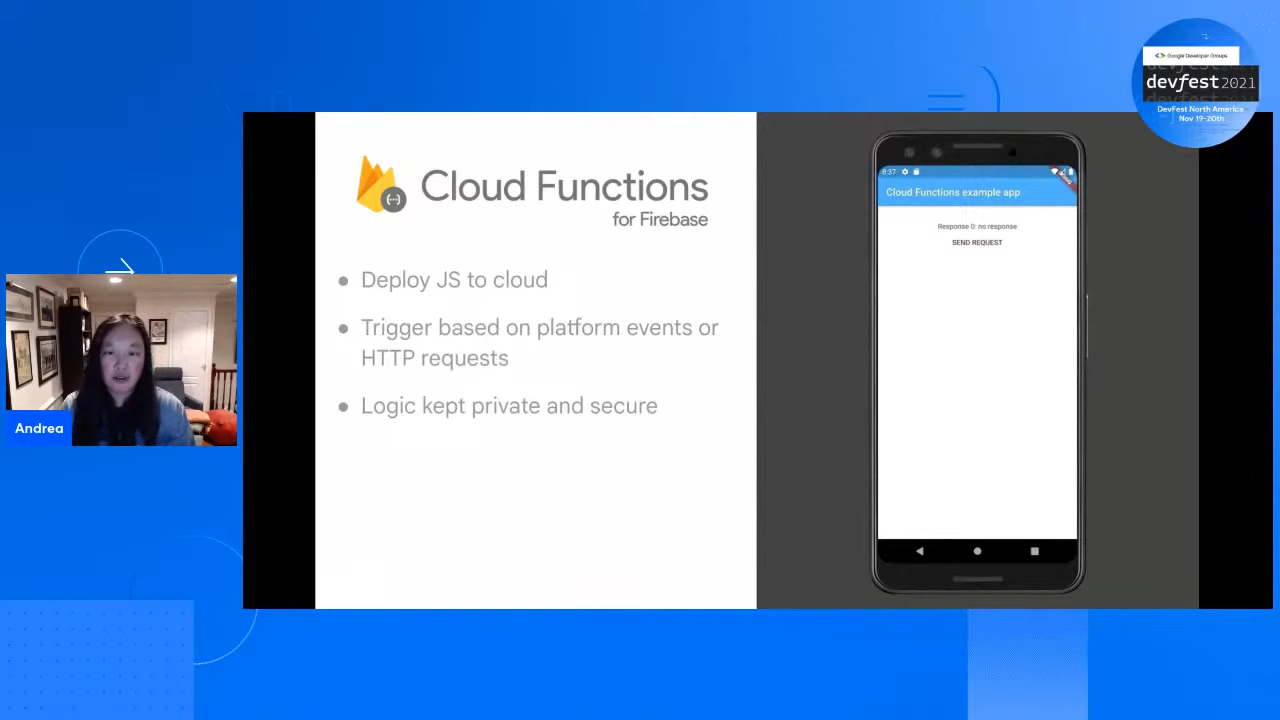 Google Developer Groups
devfest 2021
DevFest North America -
Nov 19-20th
Cloud Functions
for Firebase
Deploy JS to cloud
Trigger based on platform events or
HTTP requests
Logic kept private and secure
Andrea
8:37
Cloud Functions example app
Response 0: no response
SEND REQUEST